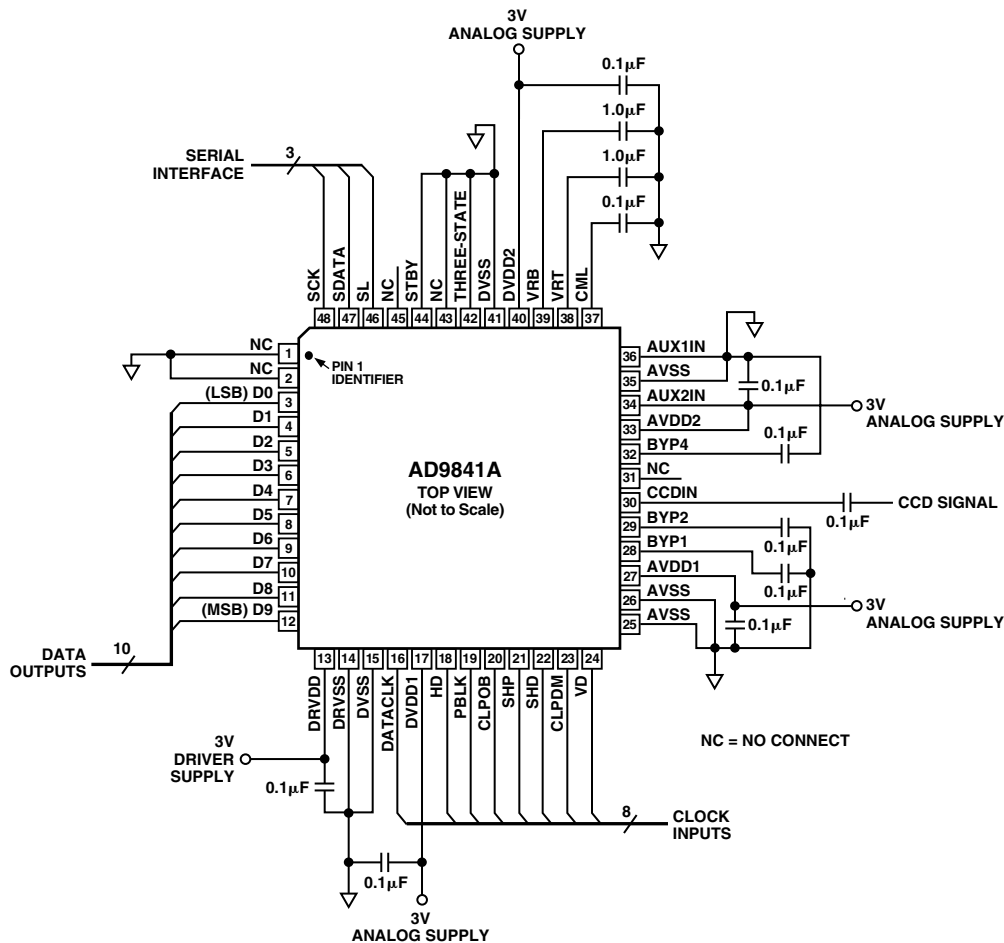 3V
ANALOG SUPPLY
0.1µF
1.0µF
1.0µF
0.1µF
SERIAL
INTERFACE
3
SCK
SDATA
SL
NC
STBY
NC
THREE-STATE
DVSS
DVDD2
VRB
VRT
CML
48
47
46
45
44
43
42
41
40
39
38
37
NC
1
NC
2
(LSB) D0
3
D1
4
D2
5
D3
6
D4
7
D5
8
D6
9
D7
10
D8
11
(MSB) D9
12
DATA
OUTPUTS
10
PIN 1
IDENTIFIER
AD9841A
TOP VIEW
(Not to Scale)
36
AUX1IN
35
AVSS
34
AUX2IN
33
AVDD2
32
BYP4
31
NC
30
CCDIN
29
BYP2
28
BYP1
27
AVDD1
26
AVSS
25
AVSS
0.1µF
3V
ANALOG SUPPLY
0.1µF
CCD SIGNAL
0.1µF
0.1µF
0.1µF
3V
ANALOG SUPPLY
0.1µF
13
14
15
16
17
18
19
20
21
22
23
24
DRVDD
DRVSS
DVSS
DATACLK
DVDD1
HD
PBLK
CLPOB
SHP
SHD
CLPDM
VD
NC = NO CONNECT
3V
DRIVER
SUPPLY
0.1µF
8
CLOCK
INPUTS
0.1µF
3V
ANALOG SUPPLY